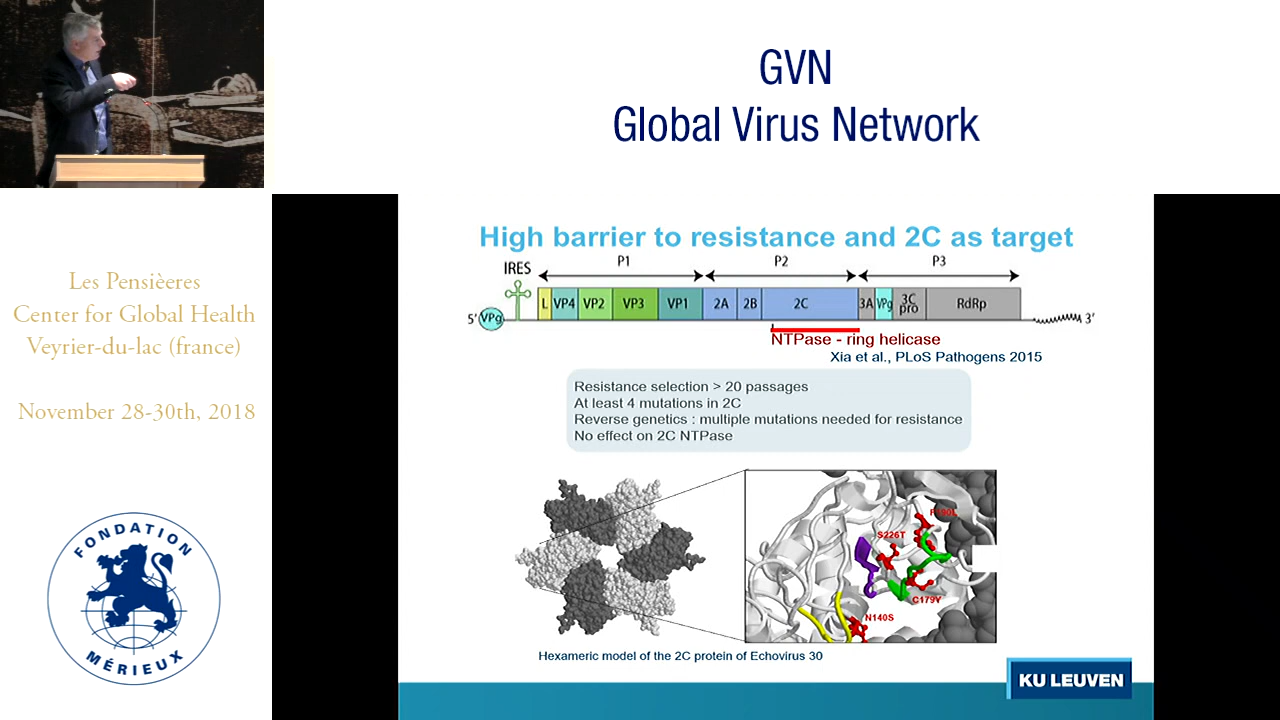 GVN
Global Virus Network
Les Pensièeres
Center for Global Health
Veyrier-du-lac (france)
November 28-30th, 2018
FONDATION
MÉRIEUX
High barrier to resistance and 2C as target
P1 P2 P3
IRES
5' VPg L VP4 VP2 VP3 VP1 2A 2B 2C 3A VPg 3C pro RdRp 3'
NTPase - ring helicase
Xia et al., PLoS Pathogens 2015
Resistance selection > 20 passages
At least 4 mutations in 2C
Reverse genetics : multiple mutations needed for resistance
No effect on 2C NTPase
S226T
C179Y
N140S
Hexameric model of the 2C protein of Echovirus 30
KU LEUVEN